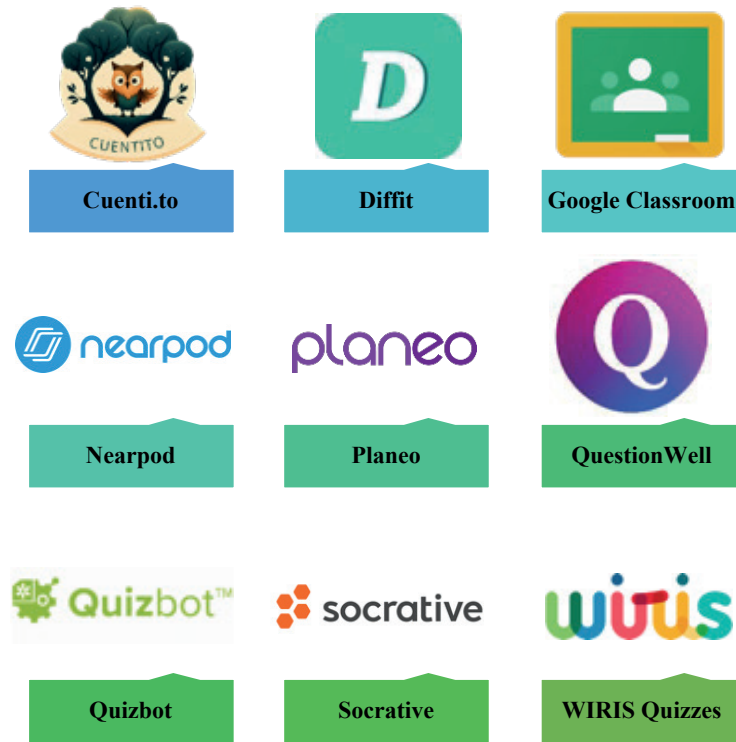 CUENTITO
D
Cuenti.to
Diffit
Google Classroom
nearpod
planeo
Q
Nearpod
Planeo
QuestionWell
Quizbot™
socrative
wiris
Quizbot
Socrative
WIRIS Quizzes